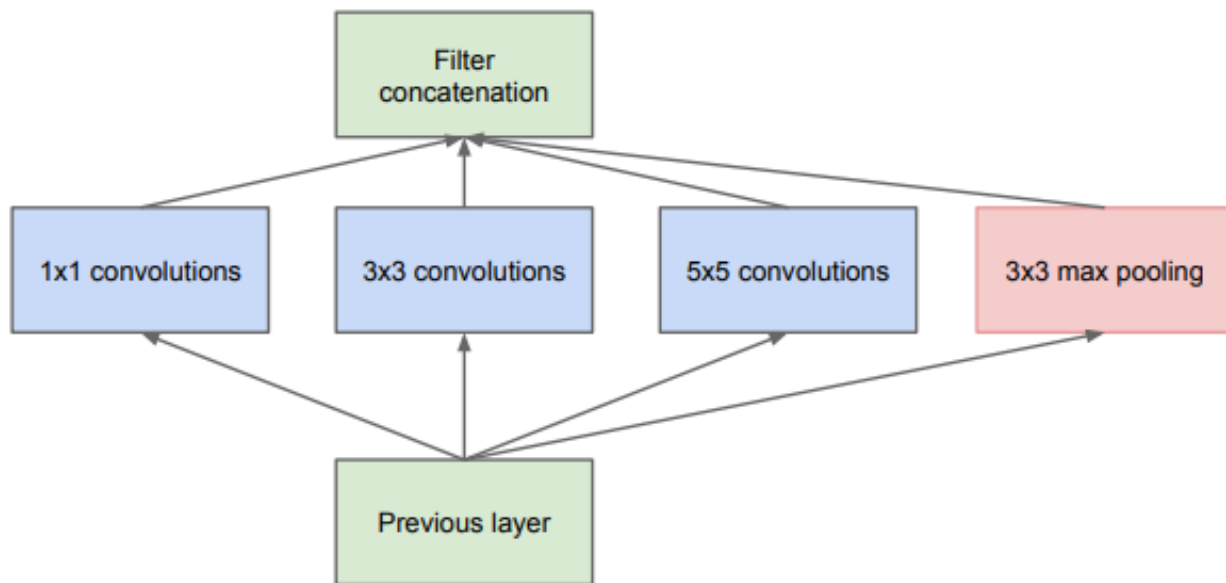 Filter
concatenation
1x1 convolutions
3x3 convolutions
5x5 convolutions
3x3 max pooling
Previous layer